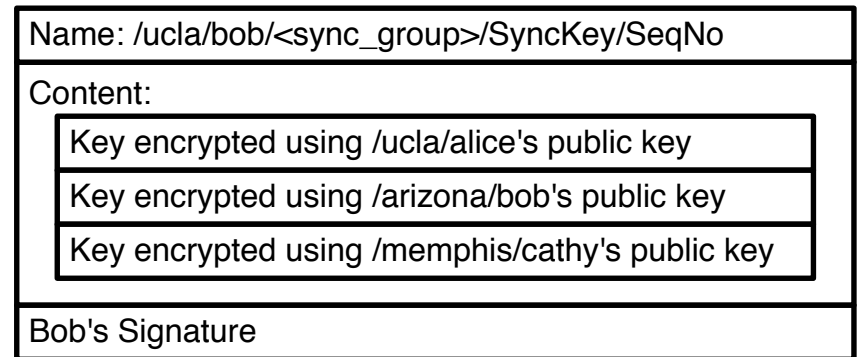 Name: /ucla/bob/<sync_group>/SyncKey/SeqNo
Content:
Key encrypted using /ucla/alice's public key
Key encrypted using /arizona/bob's public key
Key encrypted using /memphis/cathy's public key
Bob's Signature